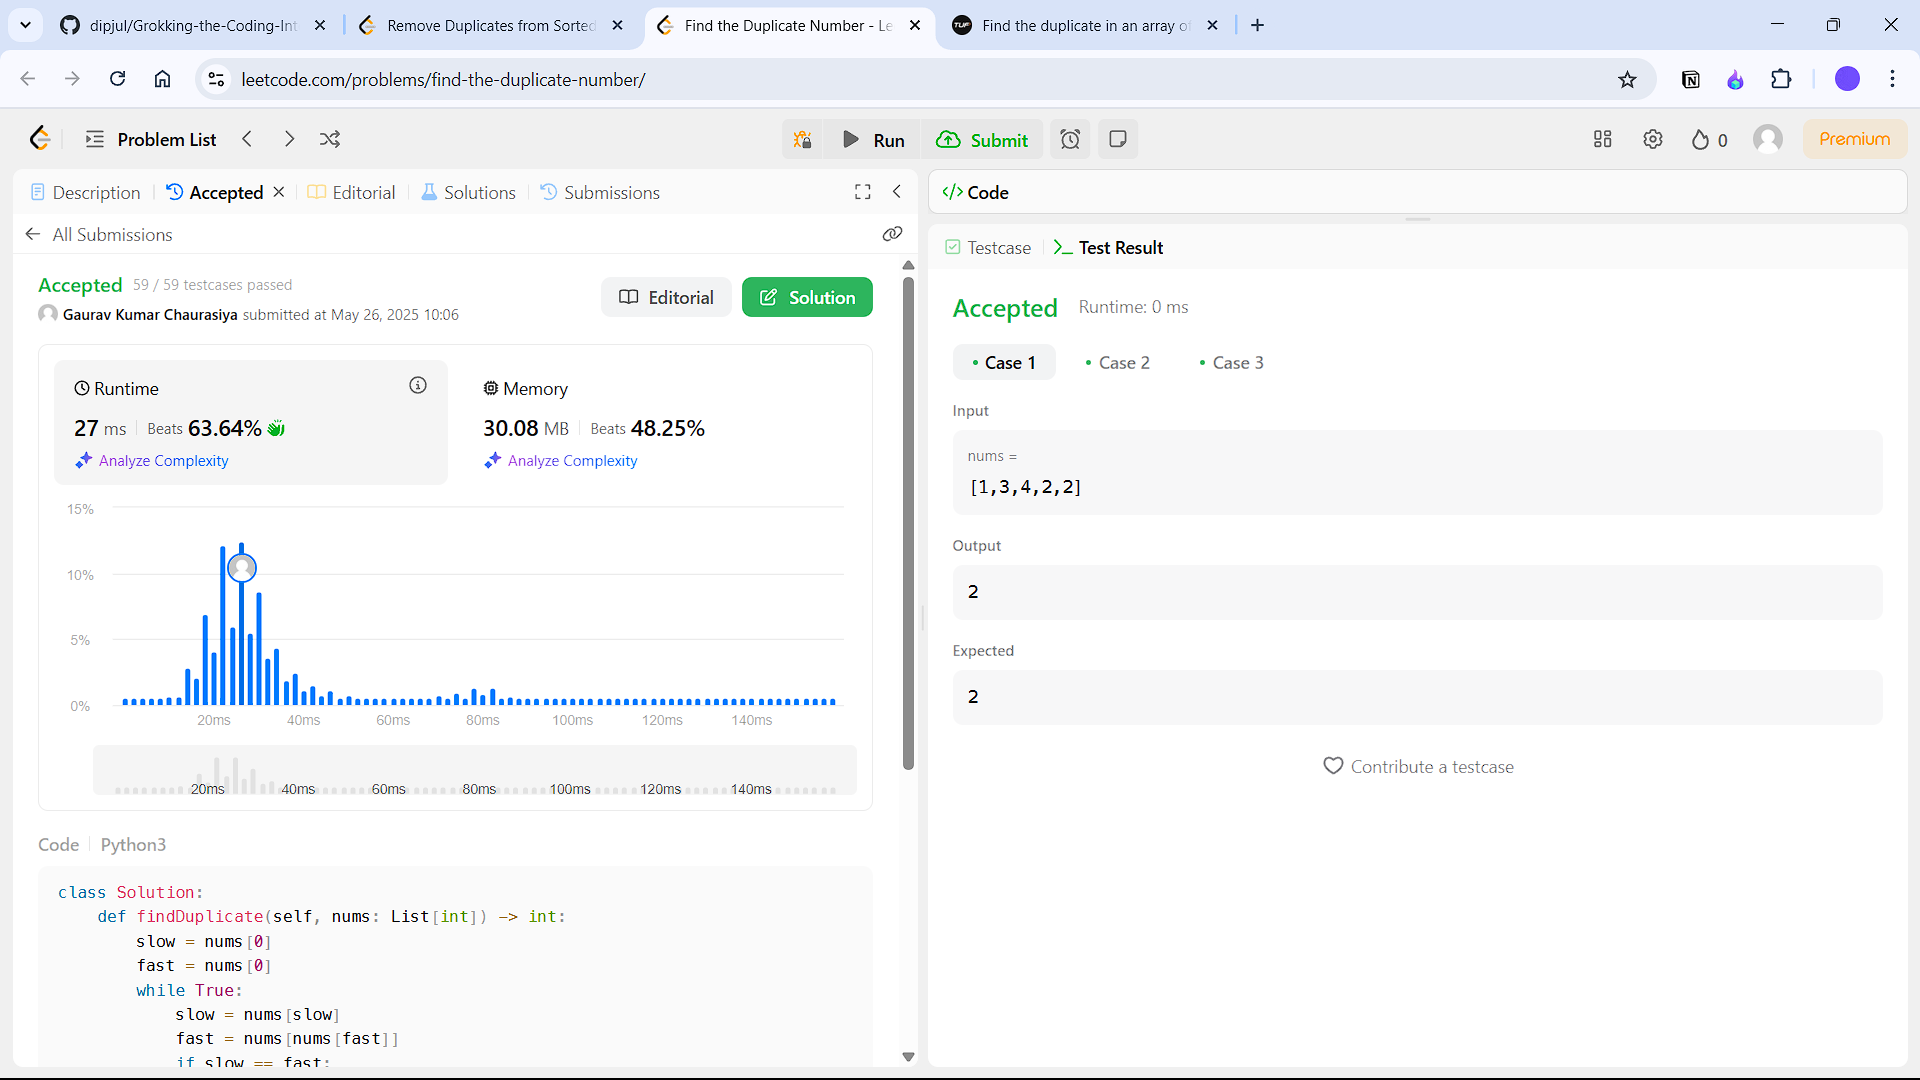 dipjul/Grokking-the-Coding-Int
Remove Duplicates from Sorted
Find the Duplicate Number - Le
Find the duplicate in an array of
leetcode.com/problems/find-the-duplicate-number/
Problem List
Run
Submit
0
Premium
Description
Accepted
Editorial
Solutions
Submissions
</> Code
All Submissions
Testcase
>_ Test Result
Accepted 59 / 59 testcases passed
Gaurav Kumar Chaurasiya submitted at May 26, 2025 10:06
Editorial
Solution
Runtime
27 ms Beats 63.64%
Analyze Complexity
Memory
30.08 MB Beats 48.25%
Analyze Complexity
15%
10%
5%
0%
20ms 40ms 60ms 80ms 100ms 120ms 140ms
20ms 40ms 60ms 80ms 100ms 120ms 140ms
Code Python3
class Solution:
    def findDuplicate(self, nums: List[int]) -> int:
        slow = nums[0]
        fast = nums[0]
        while True:
            slow = nums[slow]
            fast = nums[nums[fast]]
            if slow == fast:
Accepted Runtime: 0 ms
• Case 1 • Case 2 • Case 3
Input
nums =
[1,3,4,2,2]
Output
2
Expected
2
Contribute a testcase